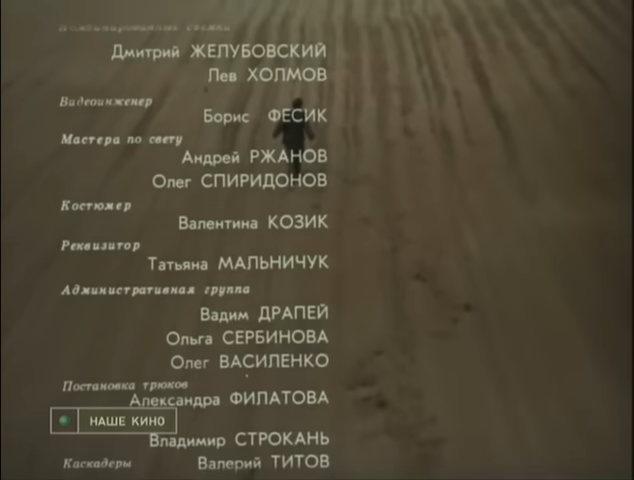 Комбинированные съемки
Дмитрий ЖЕЛУБОВСКИЙ
Лев ХОЛМОВ
Видеоинженер
Борис ФЕСИК
Мастера по свету
Андрей РЖАНОВ
Олег СПИРИДОНОВ
Костюмер
Валентина КОЗИК
Реквизитор
Татьяна МАЛЬНИЧУК
Административная группа
Вадим ДРАПЕЙ
Ольга СЕРБИНОВА
Олег ВАСИЛЕНКО
Постановка трюков
Александра ФИЛАТОВА
НАШЕ КИНО
Владимир СТРОКАНЬ
Каскадеры Валерий ТИТОВ